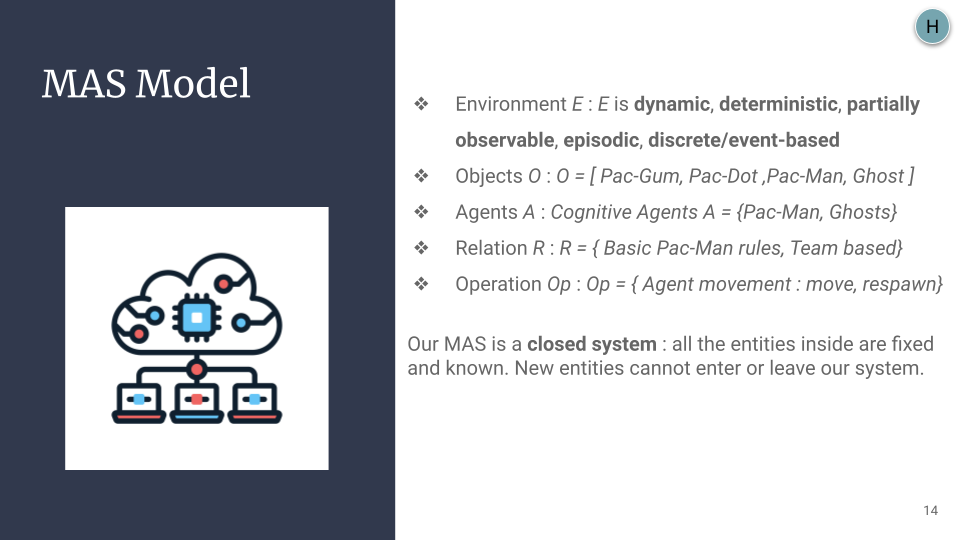 H
MAS Model
❖ Environment E : E is dynamic, deterministic, partially
observable, episodic, discrete/event-based
❖ Objects O : O = [ Pac-Gum, Pac-Dot ,Pac-Man, Ghost ]
❖ Agents A : Cognitive Agents A = {Pac-Man, Ghosts}
❖ Relation R : R = { Basic Pac-Man rules, Team based}
❖ Operation Op : Op = { Agent movement : move, respawn}
Our MAS is a closed system : all the entities inside are fixed
and known. New entities cannot enter or leave our system.
14